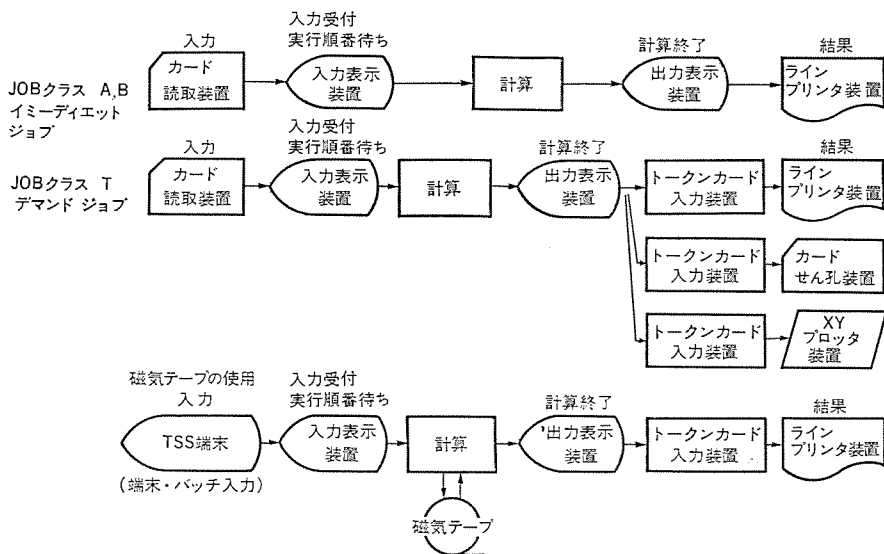 入力
入力受付
実行順番待ち
計算終了
結果
JOBクラス A,B
イミーディエット
ジョブ
カード
読取装置
入力表示
装置
計算
出力表示
装置
ライン
プリンタ装置
入力
入力受付
実行順番待ち
計算終了
結果
JOBクラス T
デマンド ジョブ
カード
読取装置
入力表示
装置
計算
出力表示
装置
トークンカード
入力装置
ライン
プリンタ装置
トークンカード
入力装置
カード
せん孔装置
トークンカード
入力装置
XY
プロッタ
装置
磁気テープの使用
入力
入力受付
実行順番待ち
計算終了
結果
TSS端末
(端末・バッチ入力)
入力表示
装置
計算
磁気テープ
出力表示
装置
トークンカード
入力装置
ライン
プリンタ装置